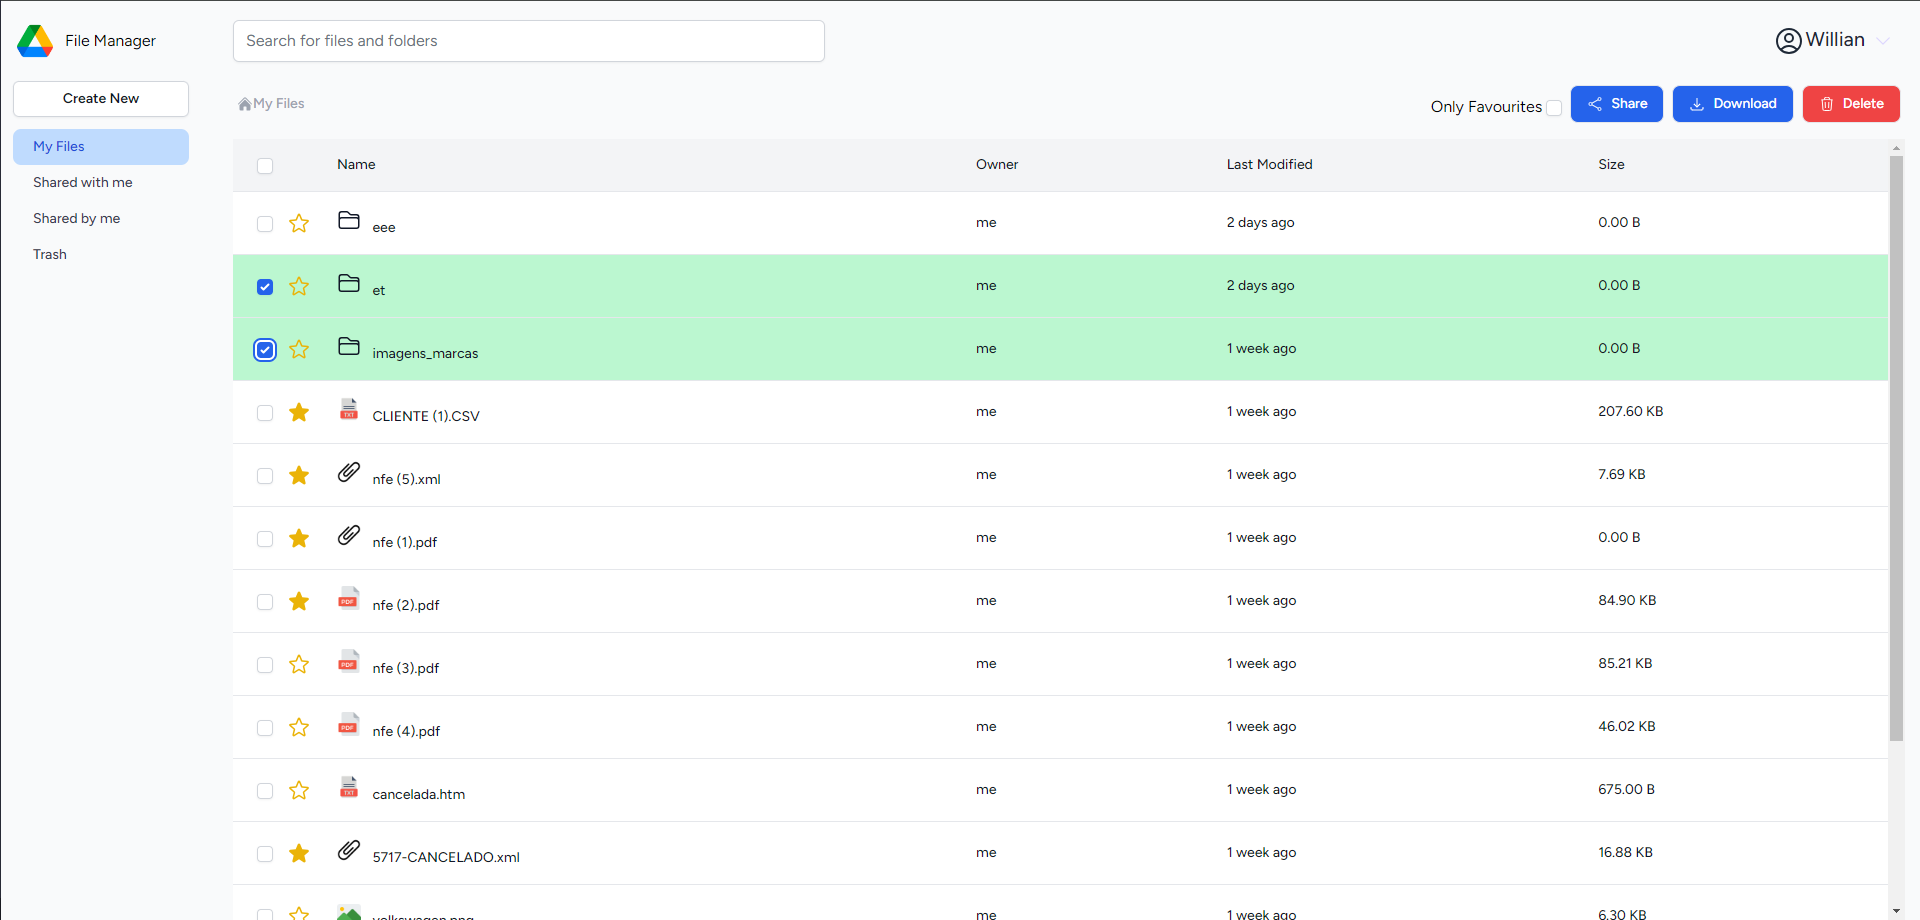 File Manager
Search for files and folders
Willian
Create New
My Files
Shared with me
Shared by me
Trash
My Files
Only Favourites
Share
Download
Delete
Name Owner Last Modified Size
eee me 2 days ago 0.00 B
et me 2 days ago 0.00 B
imagens_marcas me 1 week ago 0.00 B
TXT CLIENTE (1).CSV me 1 week ago 207.60 KB
nfe (5).xml me 1 week ago 7.69 KB
nfe (1).pdf me 1 week ago 0.00 B
PDF nfe (2).pdf me 1 week ago 84.90 KB
PDF nfe (3).pdf me 1 week ago 85.21 KB
PDF nfe (4).pdf me 1 week ago 46.02 KB
TXT cancelada.htm me 1 week ago 675.00 B
5717-CANCELADO.xml me 1 week ago 16.88 KB
volkswagen.png me 1 week ago 6.30 KB